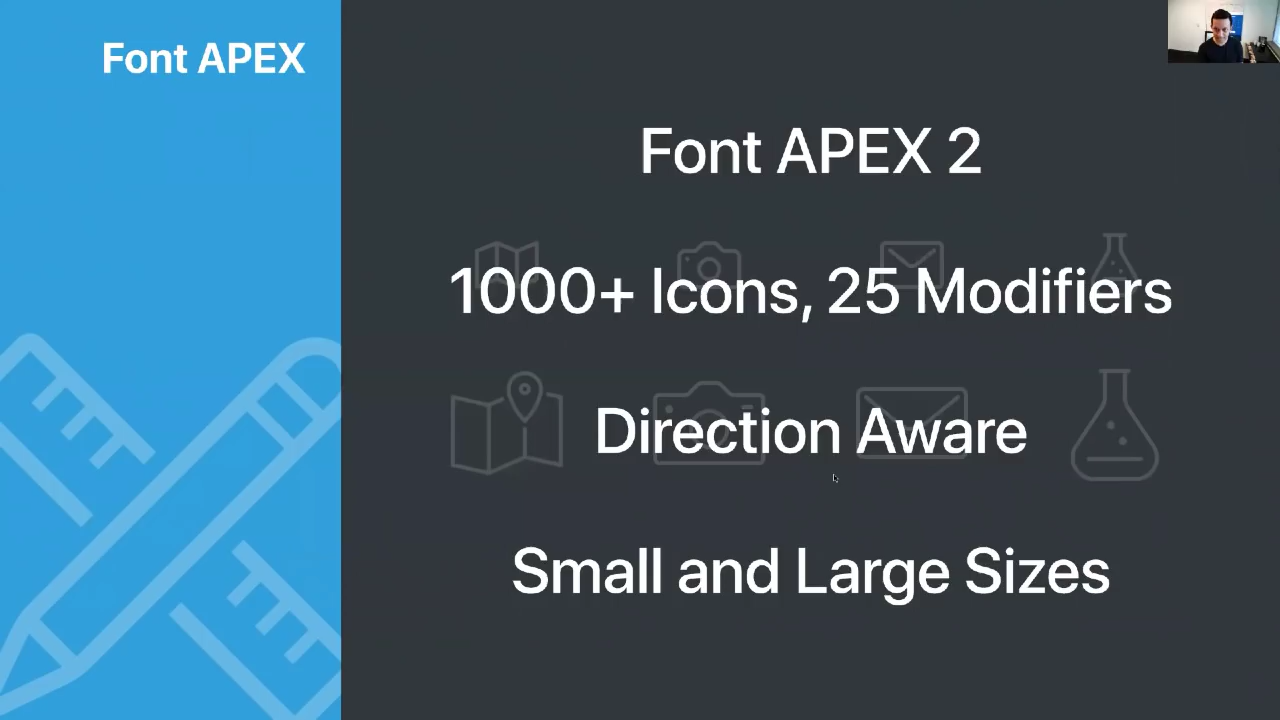 Font APEX
Font APEX 2
1000+ Icons, 25 Modifiers
Direction Aware
Small and Large Sizes